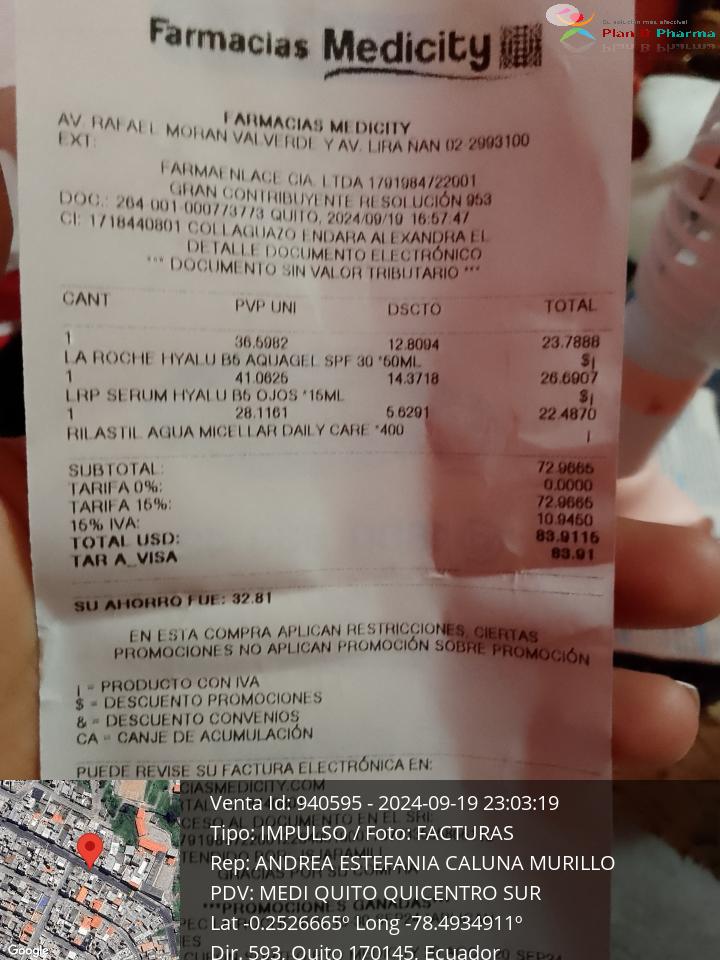 Su solución más efectiva!
Plan Pharma
Farmacias Medicity
FARMACIAS MEDICITY
AV. RAFAEL MORAN VALVERDE Y AV. LIRA ÑAN 02-2993100
EXT:
FARMAENLACE CIA. LTDA 1791984722001
GRAN CONTRIBUYENTE RESOLUCIÓN 953
DOC.: 264-001-000773773 QUITO, 2024/09/19 16:57:47
CI: 1718440801 COLLAGUAZO ENDARA ALEXANDRA EL
DETALLE DOCUMENTO ELECTRÓNICO
*** DOCUMENTO SIN VALOR TRIBUTARIO ***
CANT PVP UNI DSCTO TOTAL
1 36.5982 12.8094 23.7888
LA ROCHE HYALU B5 AQUAGEL SPF 30 *50ML $¡
1 41.0625 14.3718 26.6907
LRP SERUM HYALU B5 OJOS *15ML $¡
1 28.1161 5.6291 22.4870
RILASTIL AGUA MICELLAR DAILY CARE *400 ¡
SUBTOTAL: 72.9665
TARIFA 0%: 0.0000
TARIFA 15%: 72.9665
15% IVA: 10.9450
TOTAL USD: 83.9115
TAR A_VISA 83.91
SU AHORRO FUE: 32.81
EN ESTA COMPRA APLICAN RESTRICCIONES, CIERTAS
PROMOCIONES NO APLICAN PROMOCIÓN SOBRE PROMOCIÓN
¡ = PRODUCTO CON IVA
$ = DESCUENTO PROMOCIONES
& = DESCUENTO CONVENIOS
CA = CANJE DE ACUMULACIÓN
PUEDE REVISE SU FACTURA ELECTRÓNICA EN:
Venta Id: 940595 - 2024-09-19 23:03:19
Tipo: IMPULSO / Foto: FACTURAS
Rep: ANDREA ESTEFANIA CALUNA MURILLO
PDV: MEDI QUITO QUICENTRO SUR
Lat -0.2526665º Long -78.4934911º
Dir. 593, Quito 170145, Ecuador
Google